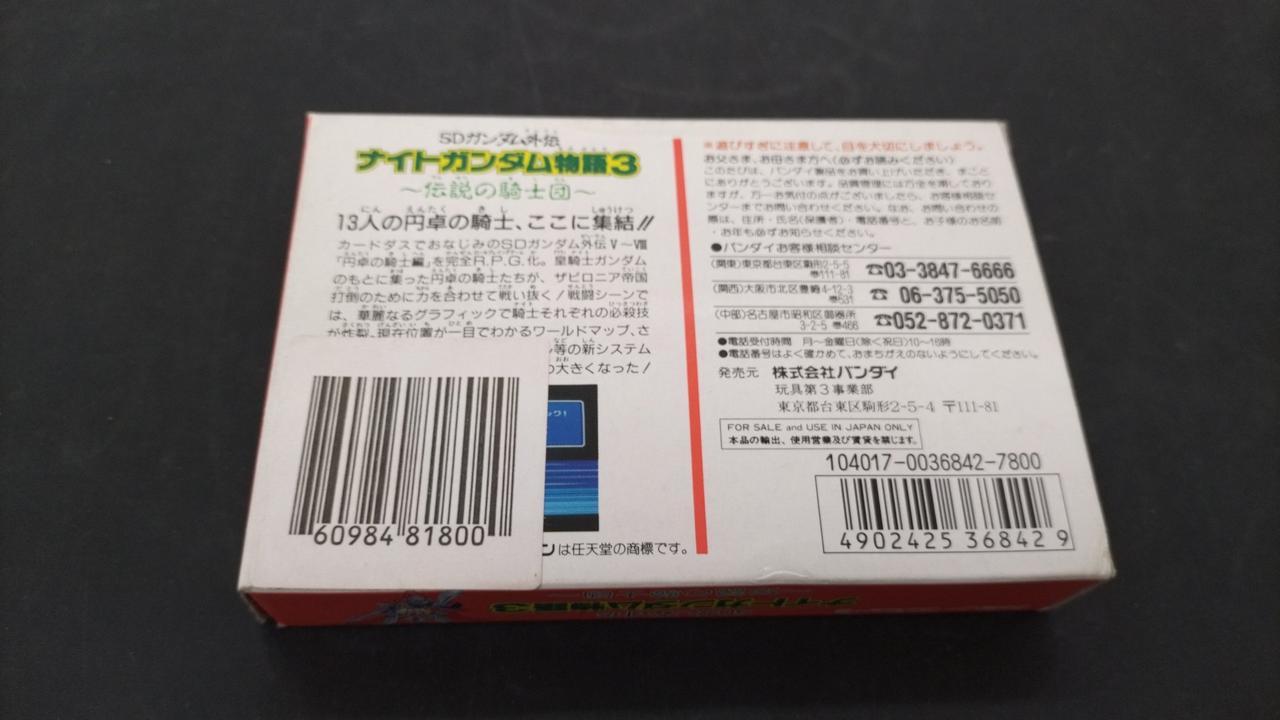 SDガンダム外伝
ナイトガンダム物語3
〜伝説の騎士団〜
13人の円卓の騎士、ここに集結!!
カードダスでおなじみのSDガンダム外伝Ⅴ〜Ⅷ
「円卓の騎士編」を完全R.P.G.化。皇騎士ガンダム
のもとに集った円卓の騎士たちが、ザビロニア帝国
打倒のために力を合わせて戦い抜く!戦闘シーンで
は、華麗なるグラフィックで騎士それぞれの必殺技
が炸裂。現在位置が一目でわかるワールドマップ、さ
等の新システム
大きくなった!
60984 81800
ンは任天堂の商標です。
※遊びすぎに注意して、目を大切にしましょう。
お父さま、お母さま方へ(必ずお読みください)
このたびは、バンダイ製品をお買い上げいただき、まこと
にありがとうございます。品質管理には万全を期しており
ますが、万一お気付の点がございましたら、お客様相談セ
ンターまでお問い合わせください。なお、お問い合わせの
際は、住所・氏名(保護者)・電話番号と、お子様のお名前
・お年も必ずお知らせください。
●バンダイお客様相談センター
(関東)東京都台東区駒形2-5-5
〒111-81
☎03-3847-6666
(関西)大阪市北区豊崎4-12-3
〒531
☎ 06-375-5050
(中部)名古屋市昭和区御器所
3-2-5 〒466
☎052-872-0371
●電話受付時間 月〜金曜日(除く祝日)10〜16時
●電話番号はよく確かめて、おまちがえのないようにしてください。
発売元 株式会社バンダイ
玩具第3事業部
東京都台東区駒形2-5-4 〒111-81
FOR SALE and USE IN JAPAN ONLY
本品の輸出、使用営業及び賃貸を禁じます。
104017-0036842-7800
4902425 36842 9
ナイトガンダム物語3